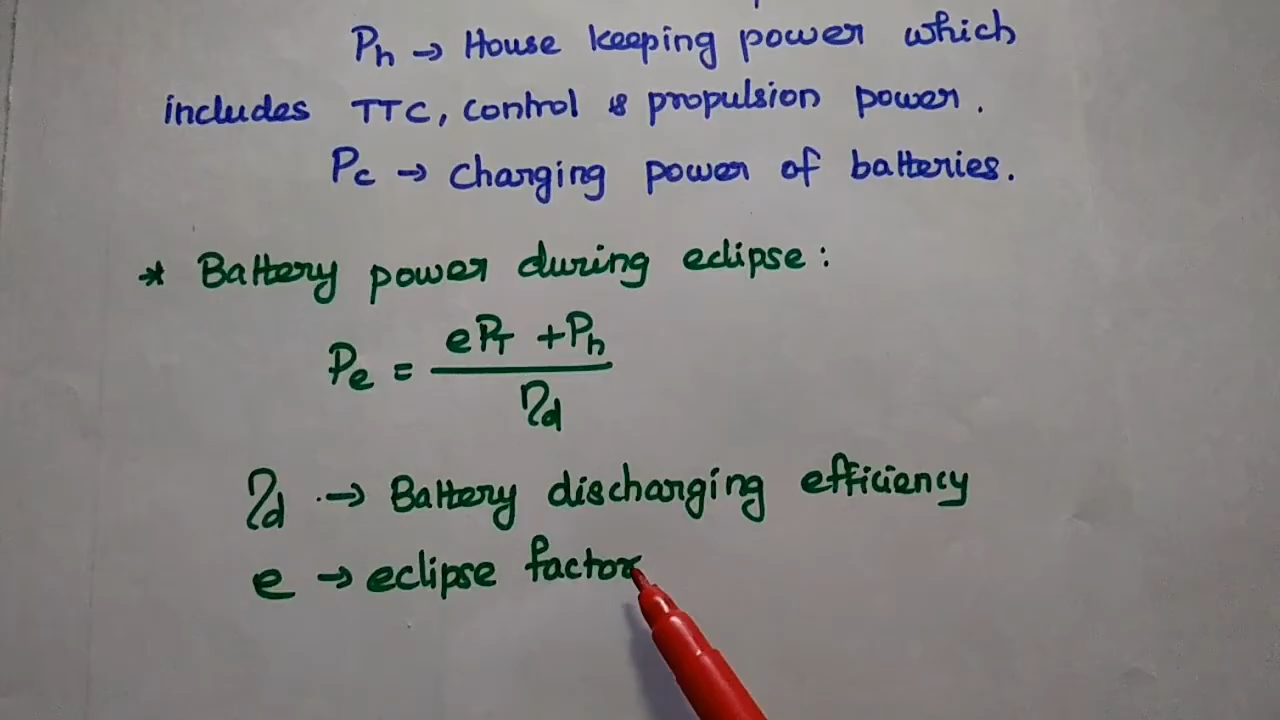 Ph → House keeping power which
includes TTC, control & propulsion power.
Pc → charging power of batteries.
* Battery power during eclipse:
Pe = ePT + Ph / ηd
ηd → Battery discharging efficiency
e → eclipse factor